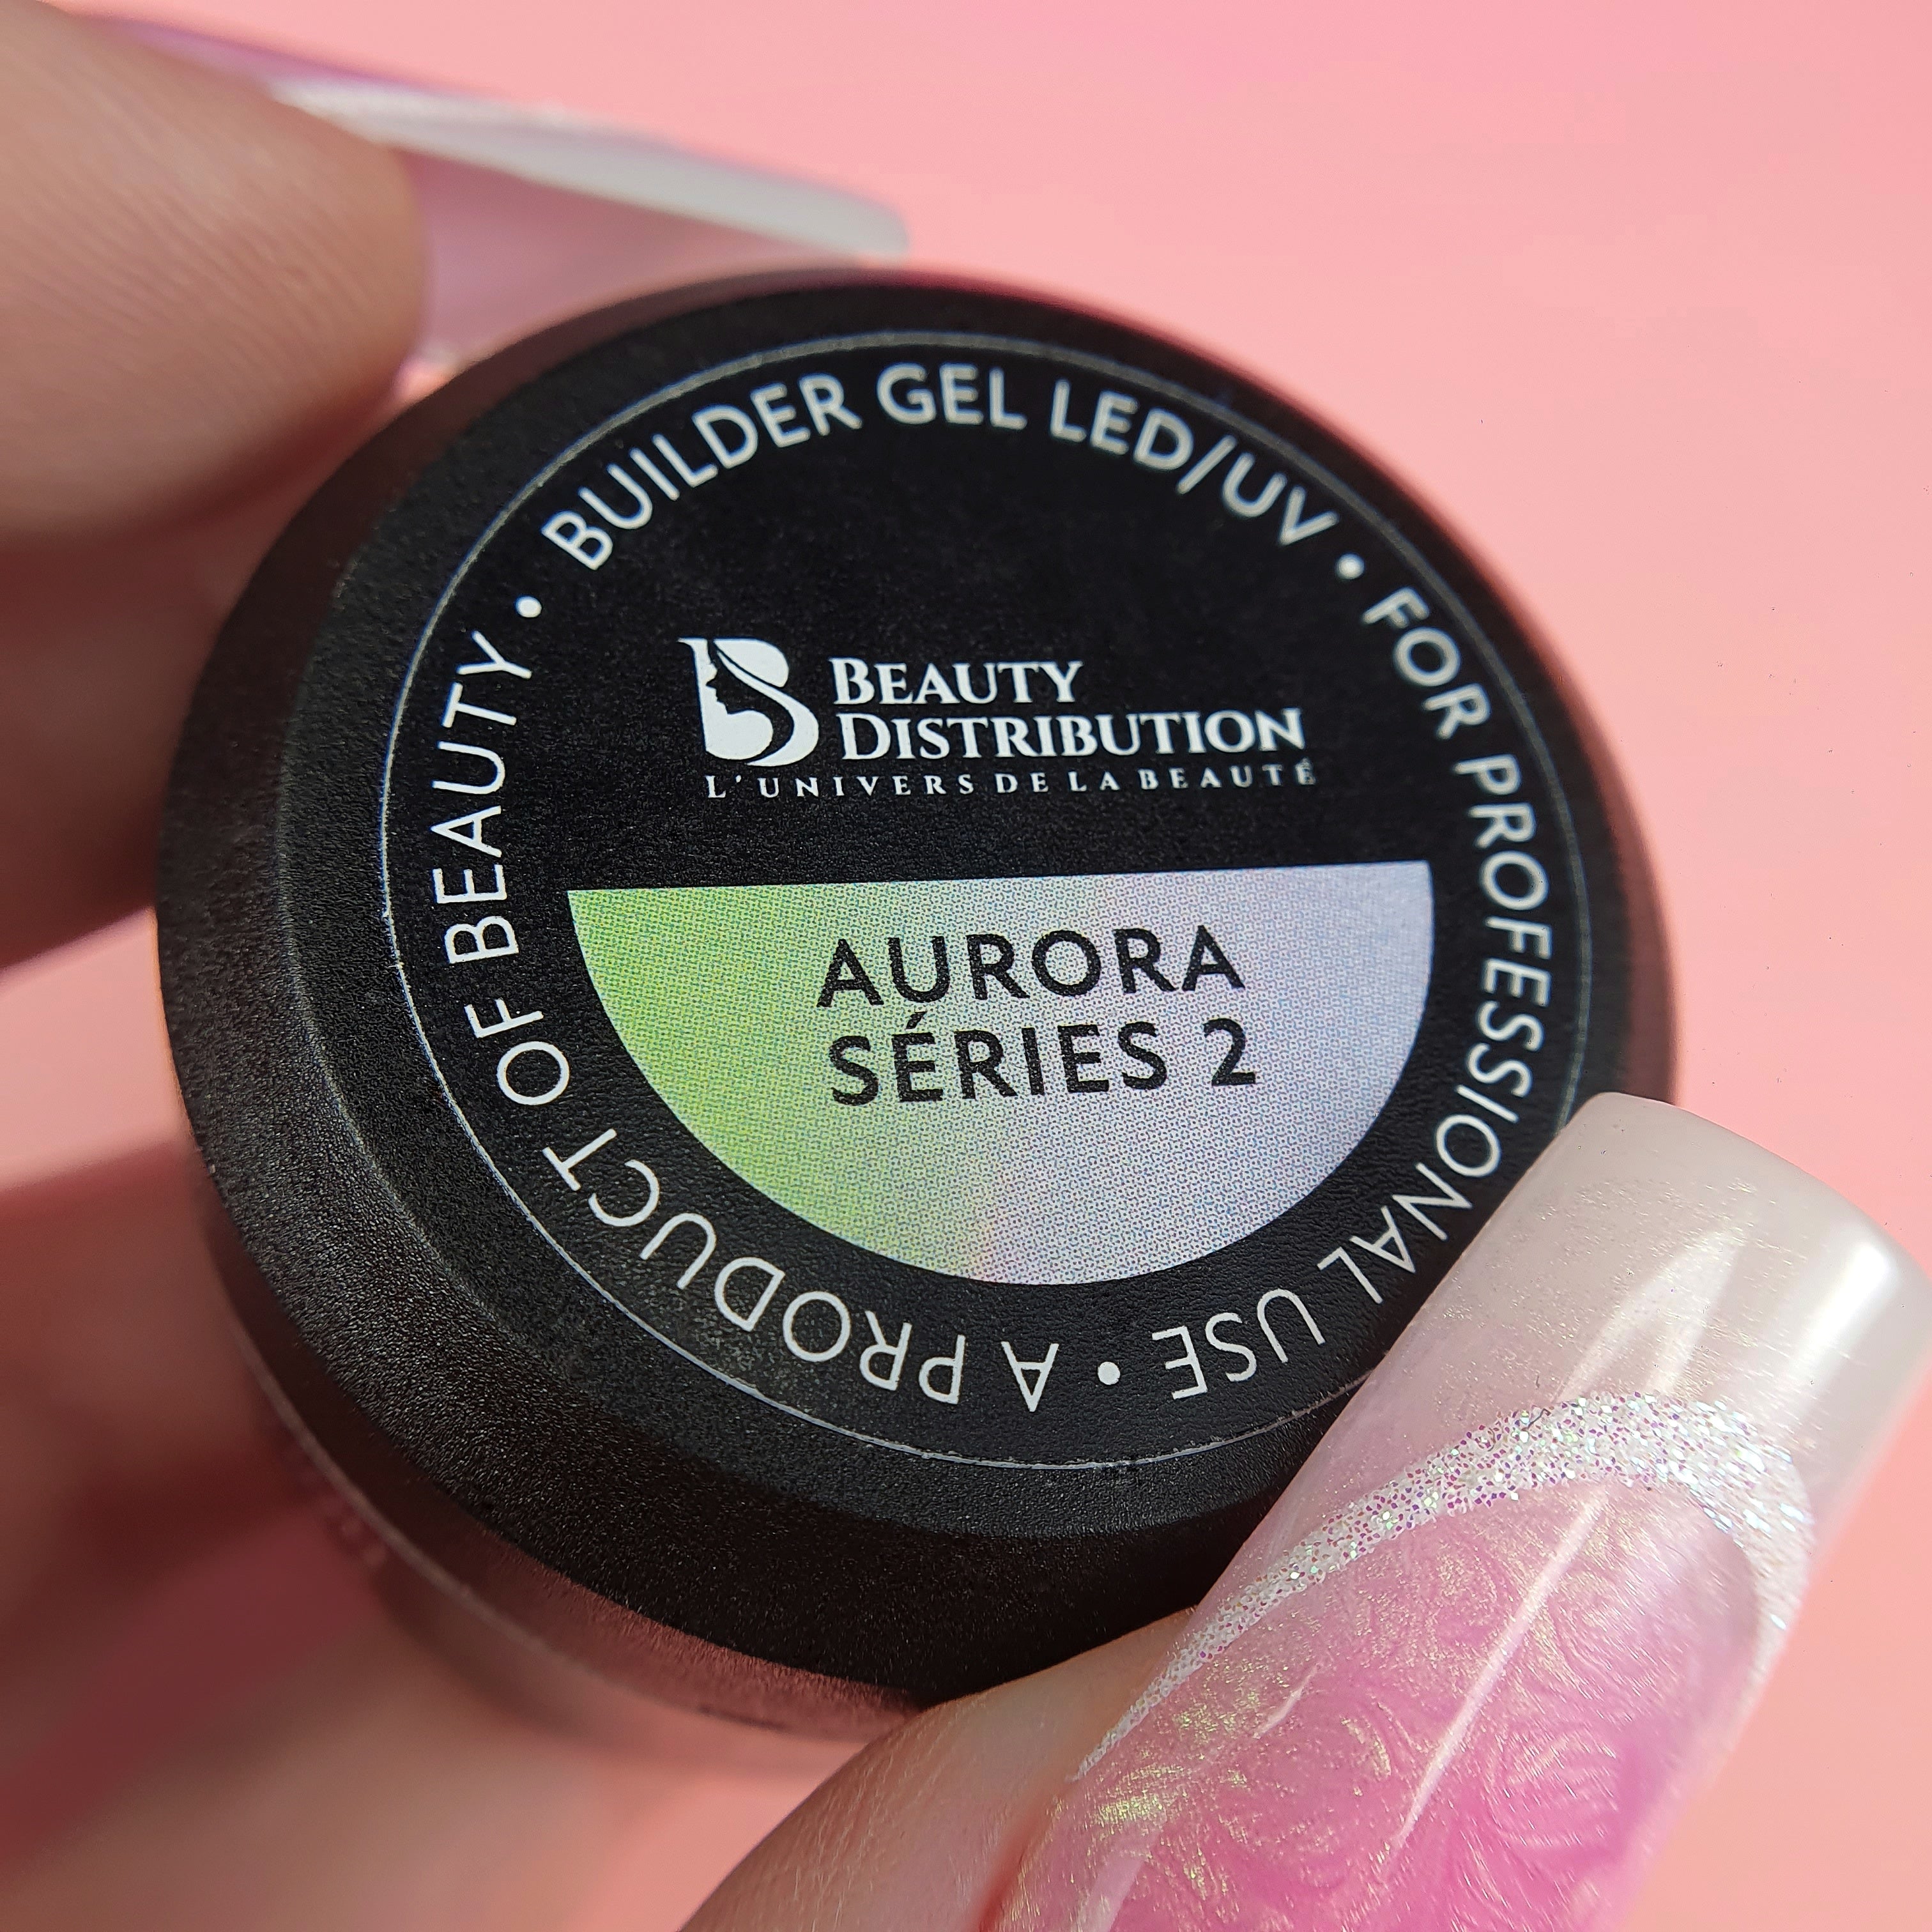 • BUILDER GEL LED/UV • FOR PROFESSIONAL USE • A PRODUCT OF BEAUTY
BEAUTY
DISTRIBUTION
L'UNIVERS DE LA BEAUTÉ
AURORA
SÉRIES 2